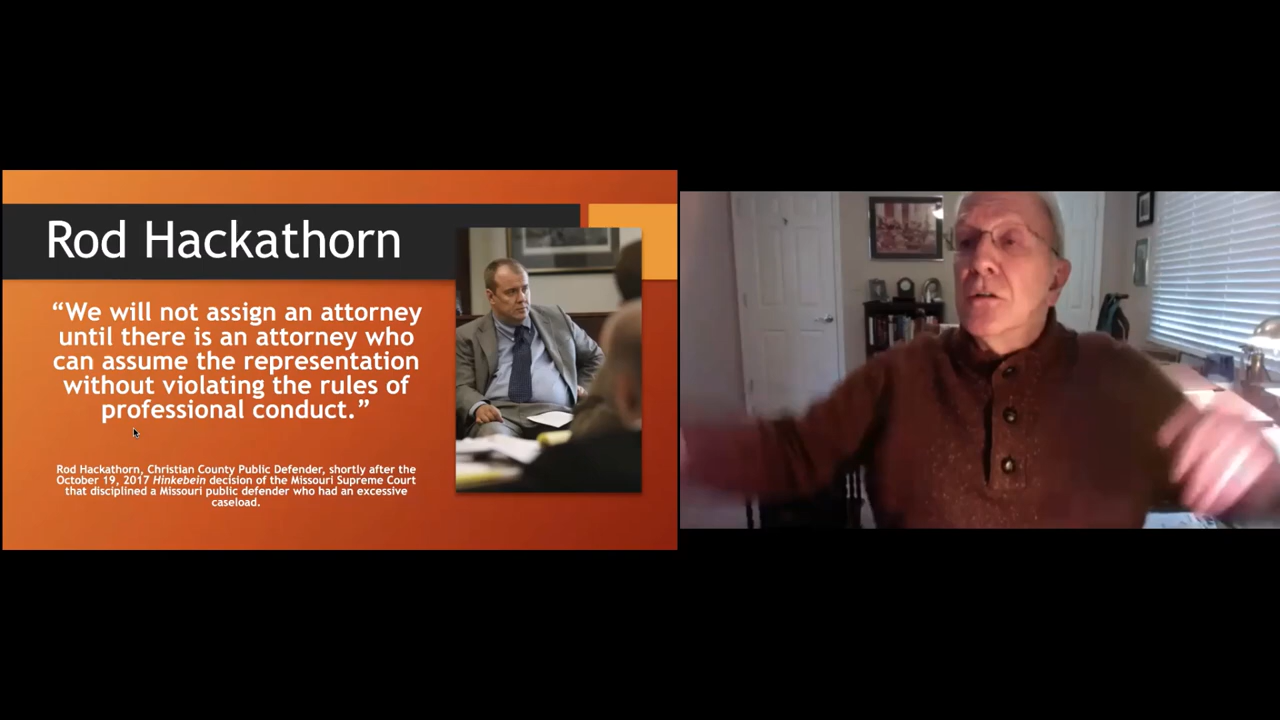 Rod Hackathorn
“We will not assign an attorney
until there is an attorney who
can assume the representation
without violating the rules of
professional conduct.”
Rod Hackathorn, Christian County Public Defender, shortly after the
October 19, 2017 Hinkebein decision of the Missouri Supreme Court
that disciplined a Missouri public defender who had an excessive
caseload.